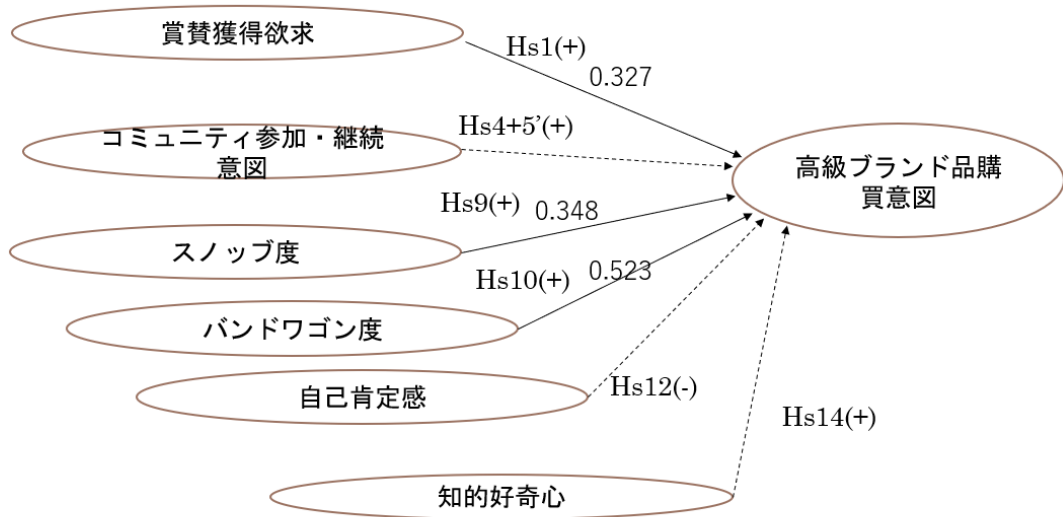 賞賛獲得欲求
Hs1(+)
0.327
コミュニティ参加・継続
意図
Hs4+5’(+)
高級ブランド品購
買意図
Hs9(+)
0.348
スノッブ度
Hs10(+)
0.523
バンドワゴン度
自己肯定感
Hs12(-)
Hs14(+)
知的好奇心